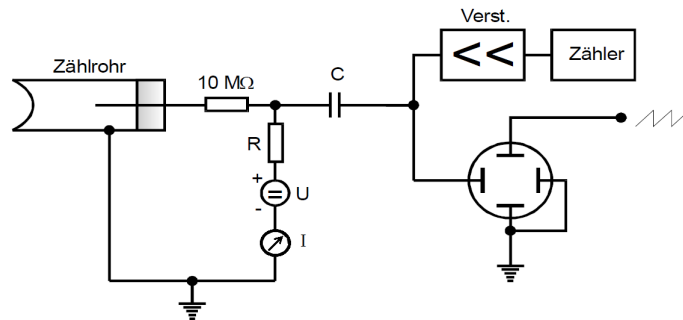 Verst.
Zählrohr
10 MΩ
C
<<
Zähler
R
+
U
=
-
I